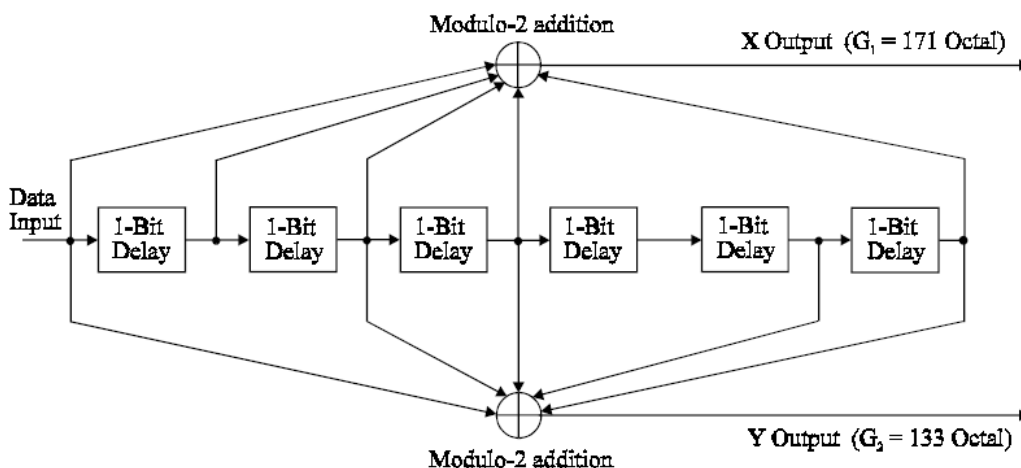 Modulo-2 addition
X Output (G₁ = 171 Octal)
Data
Input
1-Bit
Delay
1-Bit
Delay
1-Bit
Delay
1-Bit
Delay
1-Bit
Delay
1-Bit
Delay
Modulo-2 addition
Y Output (G₂ = 133 Octal)